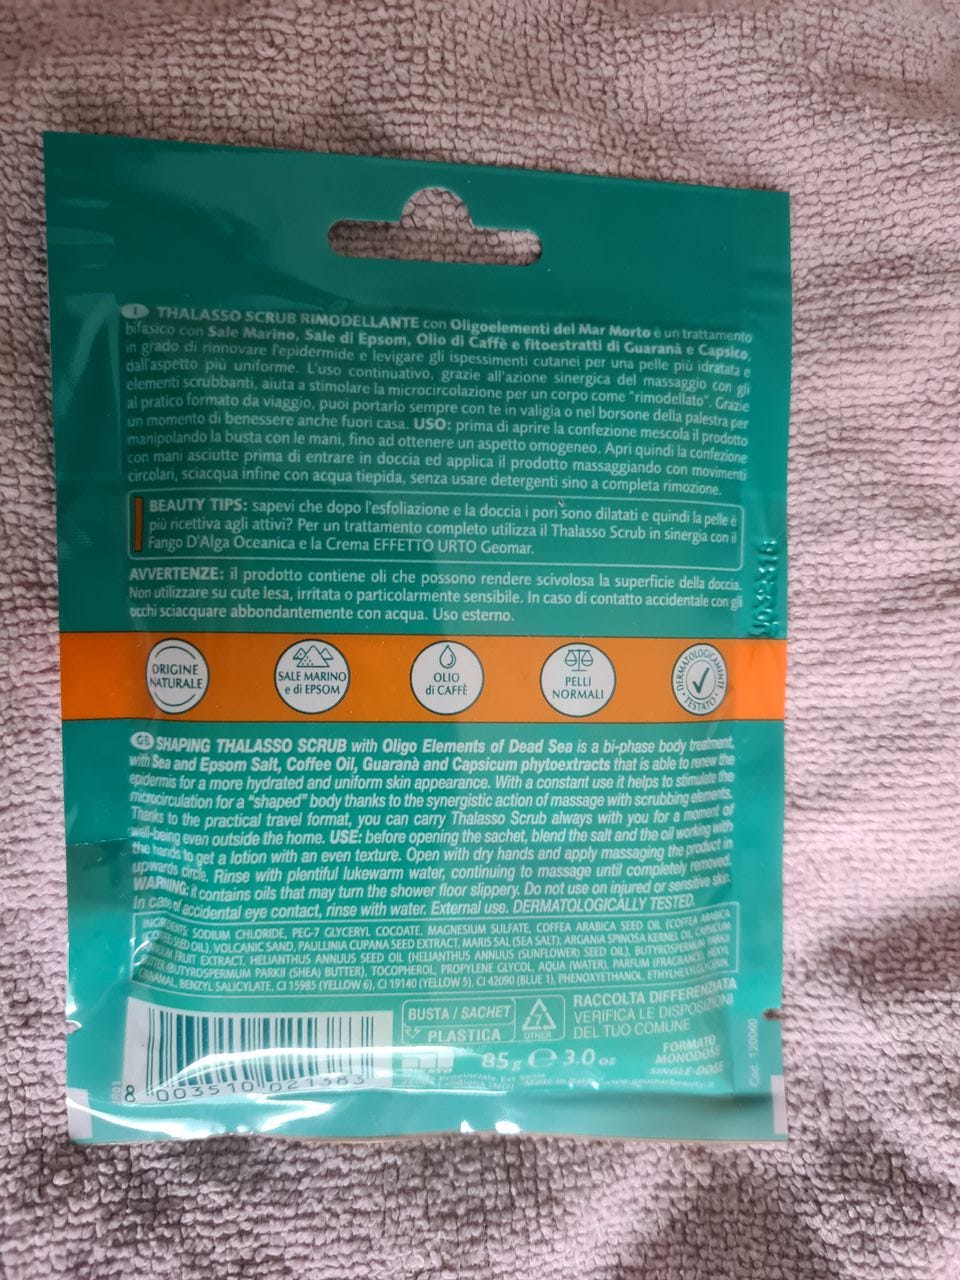 I THALASSO SCRUB RIMODELLANTE con Oligoelementi del Mar Morto è un trattamento
bifasico con Sale Marino, Sale di Epsom, Olio di Caffè e fitoestratti di Guaranà e Capsico,
in grado di rinnovare l'epidermide e levigare gli ispessimenti cutanei per una pelle più idratata e
dall'aspetto più uniforme. L'uso continuativo, grazie all'azione sinergica del massaggio con gli
elementi scrubbanti, aiuta a stimolare la microcircolazione per un corpo come "rimodellato". Grazie
al pratico formato da viaggio, puoi portarlo sempre con te in valigia o nel borsone della palestra per
un momento di benessere anche fuori casa. USO: prima di aprire la confezione mescola il prodotto
manipolando la busta con le mani, fino ad ottenere un aspetto omogeneo. Apri quindi la confezione
con mani asciutte prima di entrare in doccia ed applica il prodotto massaggiando con movimenti
circolari, sciacqua infine con acqua tiepida, senza usare detergenti sino a completa rimozione.
BEAUTY TIPS: sapevi che dopo l'esfoliazione e la doccia i pori sono dilatati e quindi la pelle è
più ricettiva agli attivi? Per un trattamento completo utilizza il Thalasso Scrub in sinergia con il
Fango D'Alga Oceanica e la Crema EFFETTO URTO Geomar.
AVVERTENZE: il prodotto contiene oli che possono rendere scivolosa la superficie della doccia.
Non utilizzare su cute lesa, irritata o particolarmente sensibile. In caso di contatto accidentale con gli
occhi sciacquare abbondantemente con acqua. Uso esterno.
ORIGINE
NATURALE
SALE MARINO
e di EPSOM
OLIO
di CAFFÈ
PELLI
NORMALI
DERMATOLOGICAMENTE
TESTATO
GB SHAPING THALASSO SCRUB with Oligo Elements of Dead Sea is a bi-phase body treatment,
with Sea and Epsom Salt, Coffee Oil, Guaranà and Capsicum phytoextracts that is able to renew the
epidermis for a more hydrated and uniform skin appearance. With a constant use it helps to stimulate the
microcirculation for a "shaped" body thanks to the synergistic action of massage with scrubbing elements.
Thanks to the practical travel format, you can carry Thalasso Scrub always with you for a moment of
well-being even outside the home. USE: before opening the sachet, blend the salt and the oil working with
the hands to get a lotion with an even texture. Open with dry hands and apply massaging the product in
upwards circle. Rinse with plentiful lukewarm water, continuing to massage until completely removed.
WARNING: it contains oils that may turn the shower floor slippery. Do not use on injured or sensitive skin.
In case of accidental eye contact, rinse with water. External use. DERMATOLOGICALLY TESTED.
INGREDIENTS: SODIUM CHLORIDE, PEG-7 GLYCERYL COCOATE, MAGNESIUM SULFATE, COFFEA ARABICA SEED OIL (COFFEA ARABICA
(COFFEE) SEED OIL), VOLCANIC SAND, PAULLINIA CUPANA SEED EXTRACT, MARIS SAL (SEA SALT), ARGANIA SPINOSA KERNEL OIL, CAPSICUM
ANNUUM FRUIT EXTRACT, HELIANTHUS ANNUUS SEED OIL (HELIANTHUS ANNUUS (SUNFLOWER) SEED OIL), BUTYROSPERMUM PARKII
BUTTER (BUTYROSPERMUM PARKII (SHEA) BUTTER), TOCOPHEROL, PROPYLENE GLYCOL, AQUA (WATER), PARFUM (FRAGRANCE), HEXYL
CINNAMAL, BENZYL SALICYLATE, CI 15985 (YELLOW 6), CI 19140 (YELLOW 5), CI 42090 (BLUE 1), PHENOXYETHANOL, ETHYLHEXYLGLYCERIN.
BUSTA / SACHET
PLASTICA
OTHER
RACCOLTA DIFFERENZIATA
VERIFICA LE DISPOSIZIONI
DEL TUO COMUNE
85 g e 3.0 oz
FORMATO
MONODOSE
SINGLE-DOSE
8 003510 021383
Cod. 120060